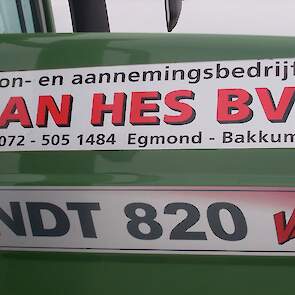 on- en aannemingsbedrijf
AN HES BV
072 - 505 1484 Egmond - Bakkum
NDT 820 V